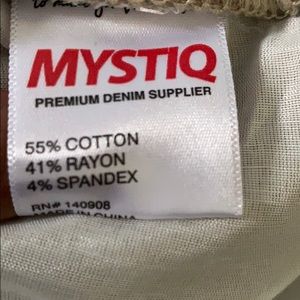 MYSTIQ
PREMIUM DENIM SUPPLIER
55% COTTON
41% RAYON
4% SPANDEX
RN# 140908
MADE IN CHINA